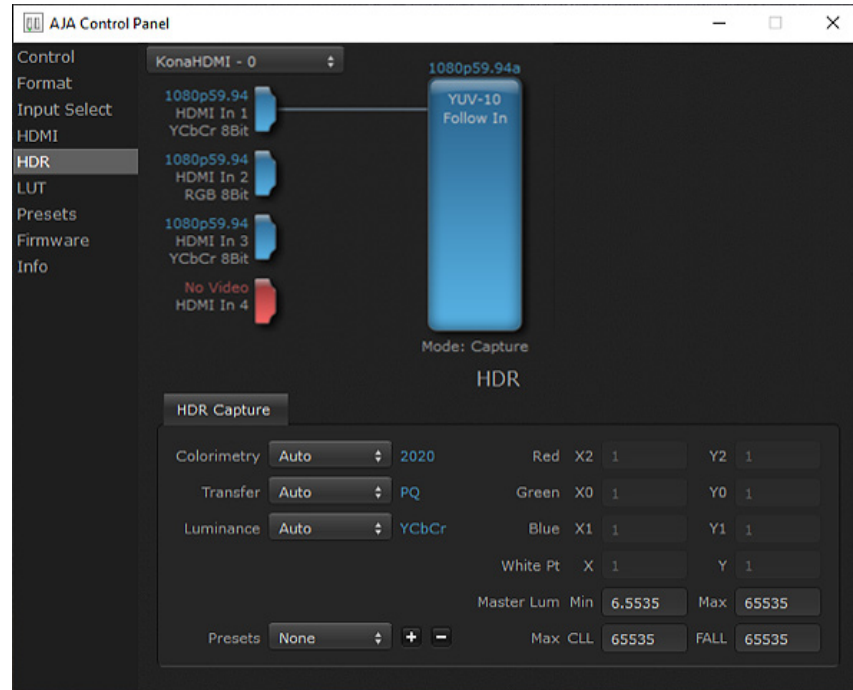 AJA Control Panel
Control
Format
Input Select
HDMI
HDR
LUT
Presets
Firmware
Info
KonaHDMI - 0
1080p59.94
HDMI In 1
YCbCr 8Bit
1080p59.94
HDMI In 2
RGB 8Bit
1080p59.94
HDMI In 3
YCbCr 8Bit
No Video
HDMI In 4
1080p59.94a
YUV-10
Follow In
Mode: Capture
HDR
HDR Capture
Colorimetry Auto 2020 Red X2 1 Y2 1
Transfer Auto PQ Green X0 1 Y0 1
Luminance Auto YCbCr Blue X1 1 Y1 1
White Pt X 1 Y 1
Master Lum Min 6.5535 Max 65535
Presets None + - Max CLL 65535 FALL 65535